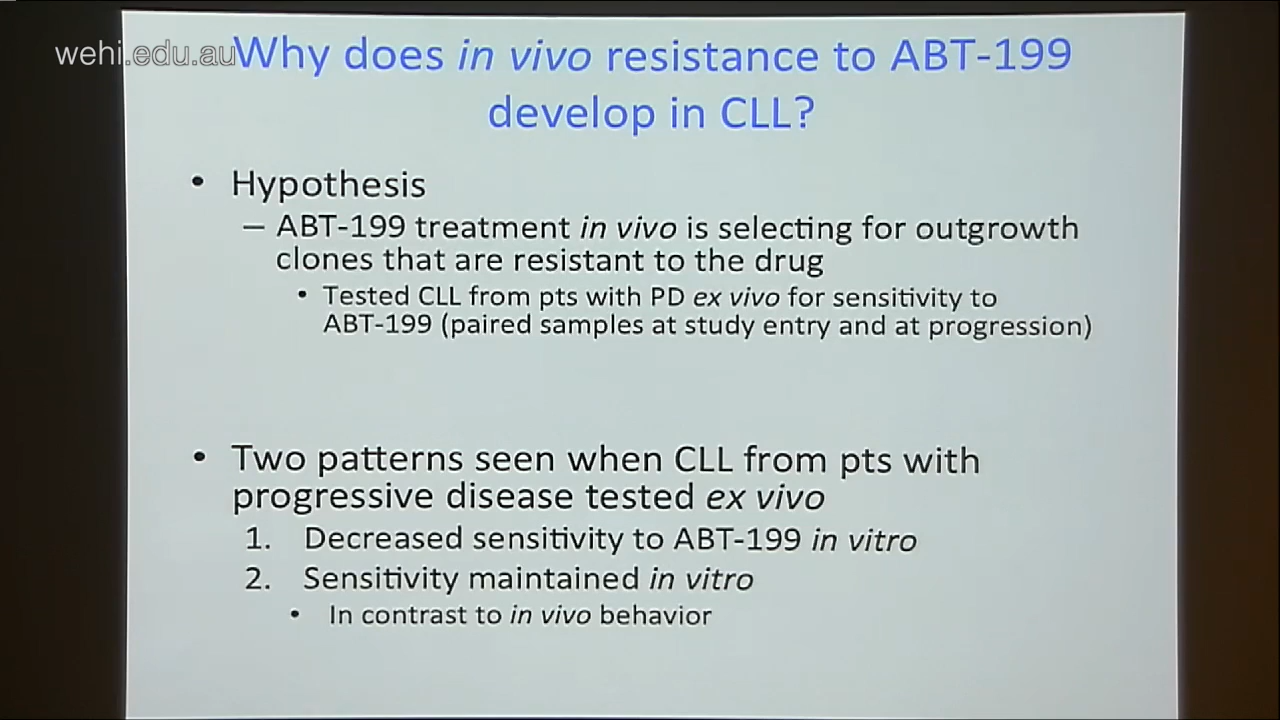 wehi.edu.au
Why does in vivo resistance to ABT-199
develop in CLL?
• Hypothesis
– ABT-199 treatment in vivo is selecting for outgrowth
clones that are resistant to the drug
• Tested CLL from pts with PD ex vivo for sensitivity to
ABT-199 (paired samples at study entry and at progression)
• Two patterns seen when CLL from pts with
progressive disease tested ex vivo
1. Decreased sensitivity to ABT-199 in vitro
2. Sensitivity maintained in vitro
• In contrast to in vivo behavior